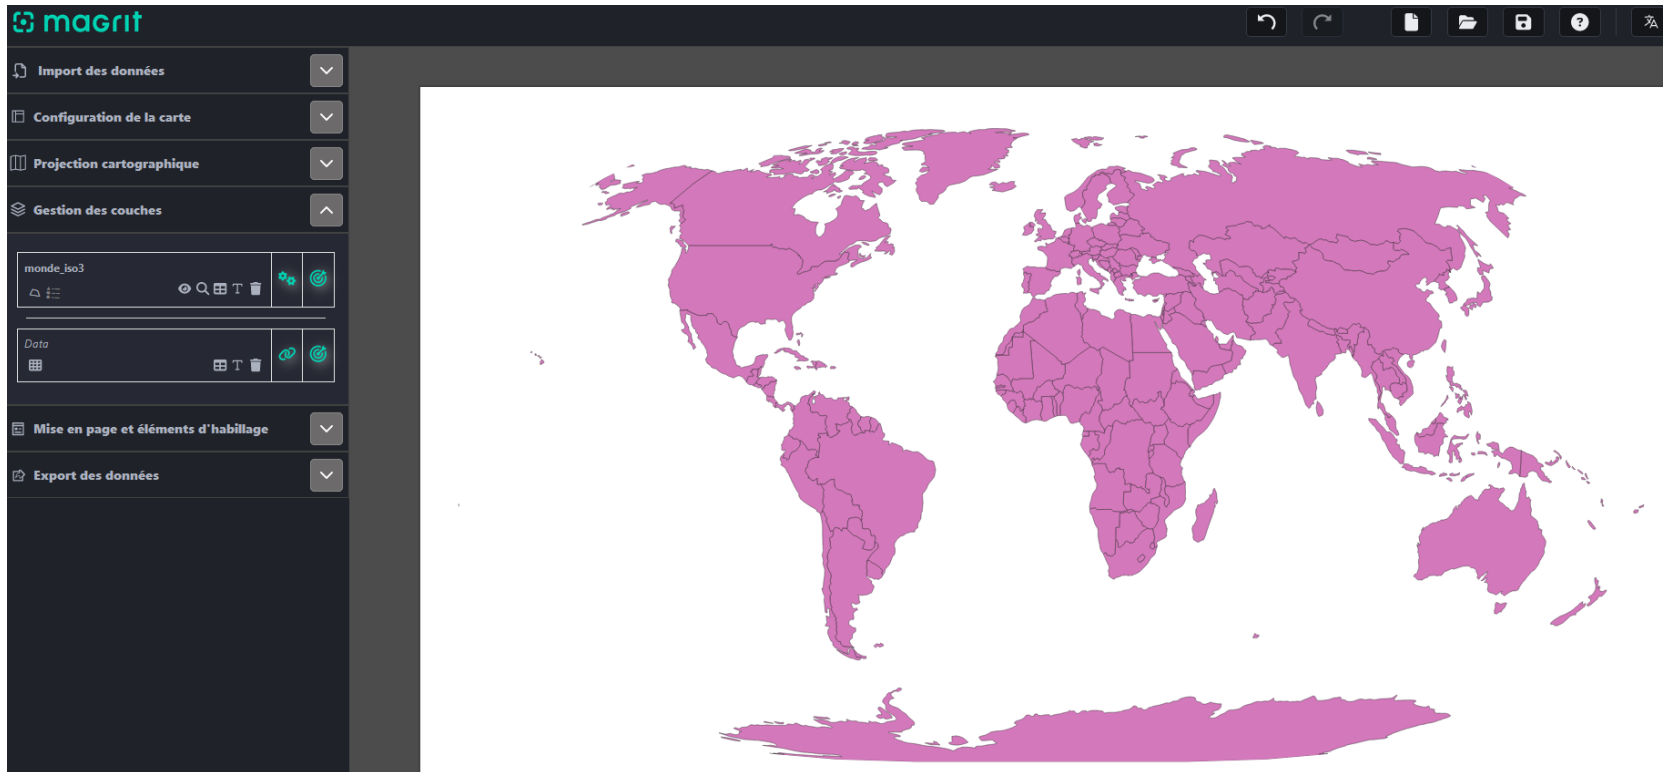 magrit
Import des données
Configuration de la carte
Projection cartographique
Gestion des couches
monde_iso3
Data
Mise en page et éléments d'habillage
Export des données